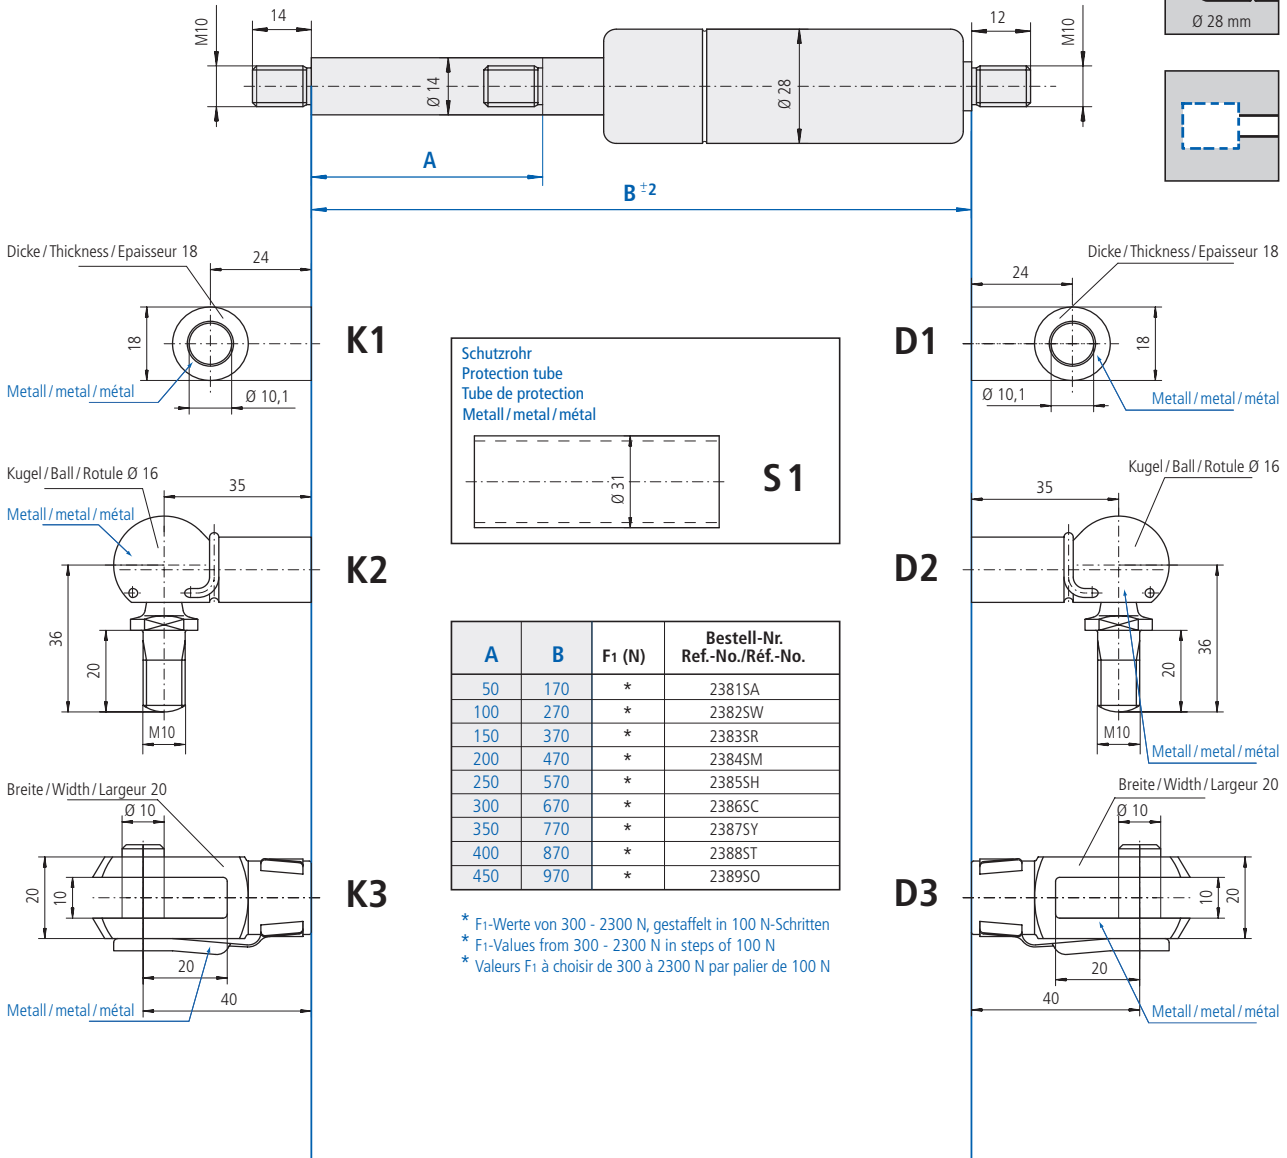 14
M10
Ø 14
Ø 28
12
M10
Ø 28 mm
A
B ±2
Dicke / Thickness / Epaisseur 18
24
18
Metall / metal / métal
Ø 10,1
K1
Schutzrohr
Protection tube
Tube de protection
Metall / metal / métal
Ø 31
S 1
D1
Dicke / Thickness / Epaisseur 18
24
18
Ø 10,1
Metall / metal / métal
Kugel / Ball / Rotule Ø 16
Metall / metal / métal
35
36
20
M10
K2
D2
Kugel / Ball / Rotule Ø 16
35
36
20
M10
Metall / metal / métal
A B F1 (N) Bestell-Nr.
Ref.-No./Réf.-No.
50 170 * 2381SA
100 270 * 2382SW
150 370 * 2383SR
200 470 * 2384SM
250 570 * 2385SH
300 670 * 2386SC
350 770 * 2387SY
400 870 * 2388ST
450 970 * 2389SO
* F1-Werte von 300 - 2300 N, gestaffelt in 100 N-Schritten
* F1-Values from 300 - 2300 N in steps of 100 N
* Valeurs F1 à choisir de 300 à 2300 N par palier de 100 N
Breite / Width / Largeur 20
Ø 10
20
10
20
40
Metall / metal / métal
K3
D3
Breite / Width / Largeur 20
Ø 10
10
20
20
40
Metall / metal / métal